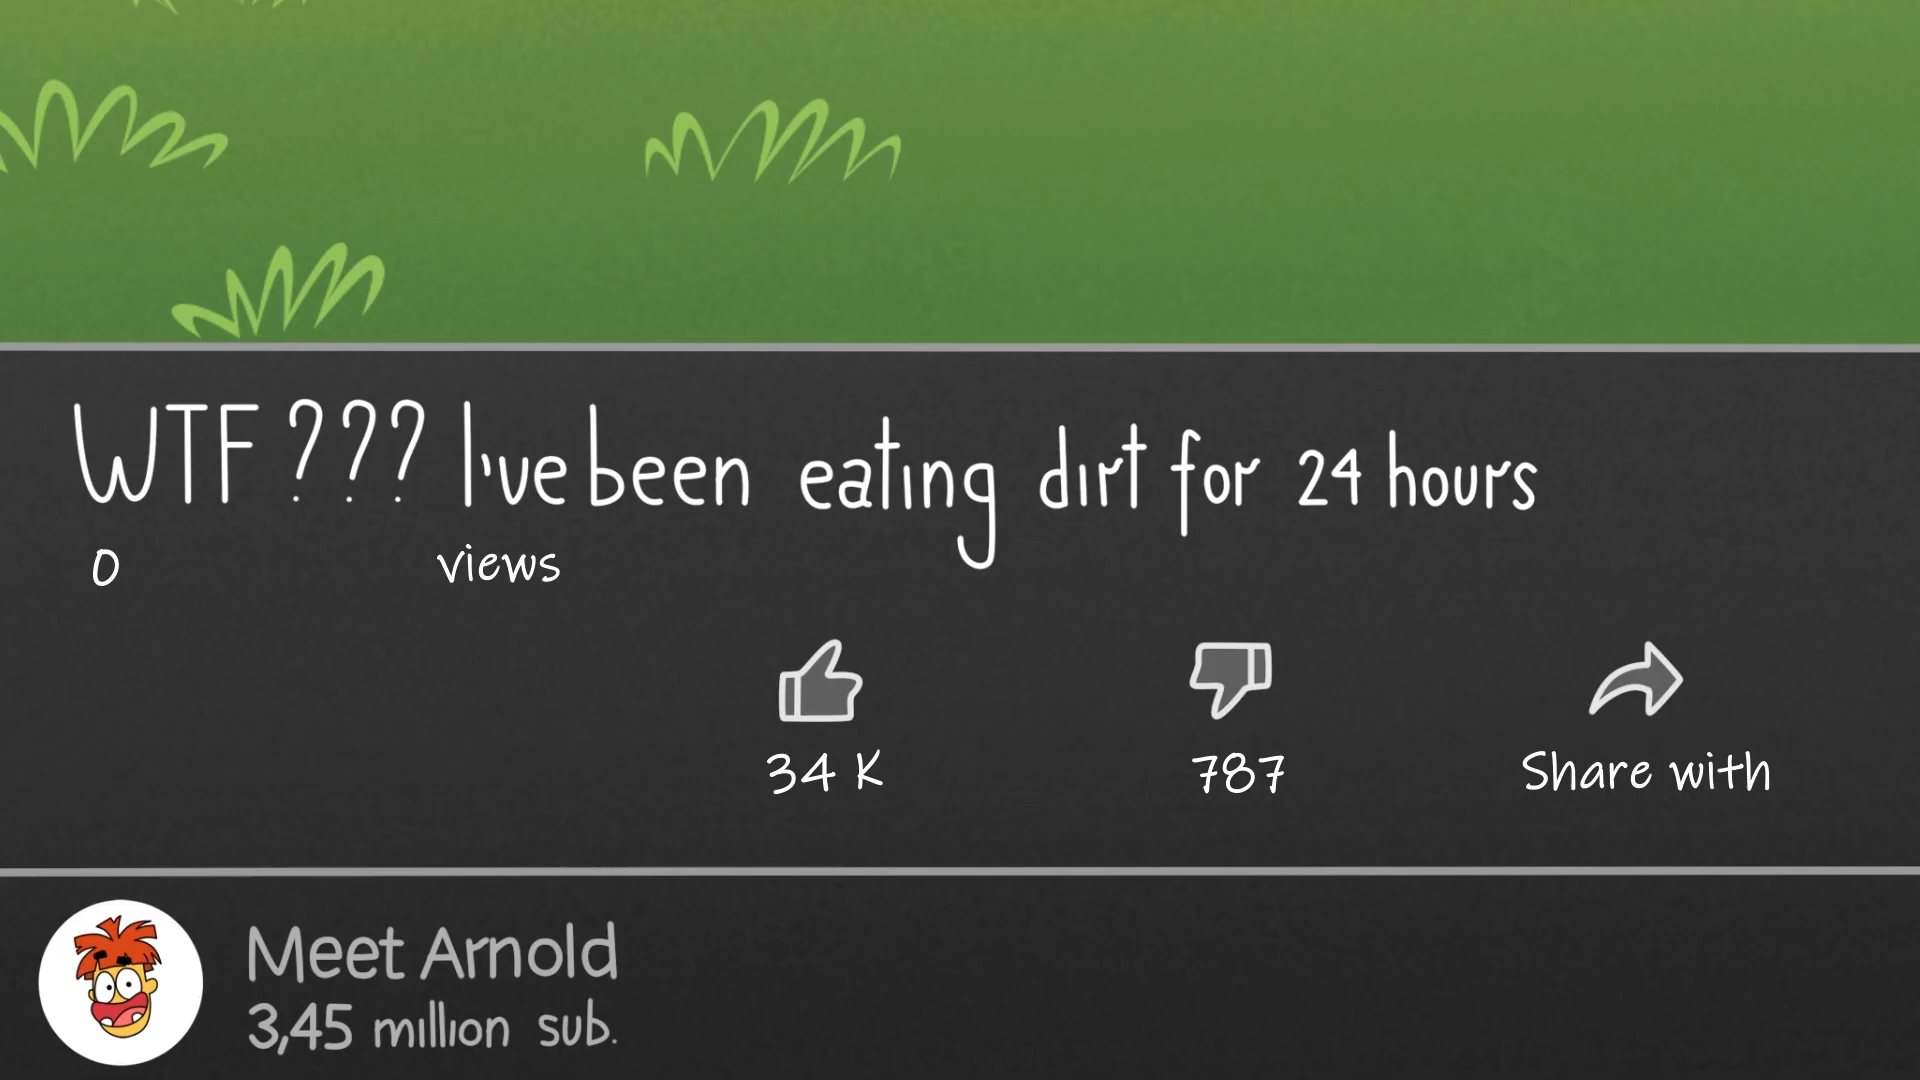 WTF ??? I've been eating dirt for 24 hours
0 views
34 K 787 Share with
Meet Arnold
3,45 million sub.